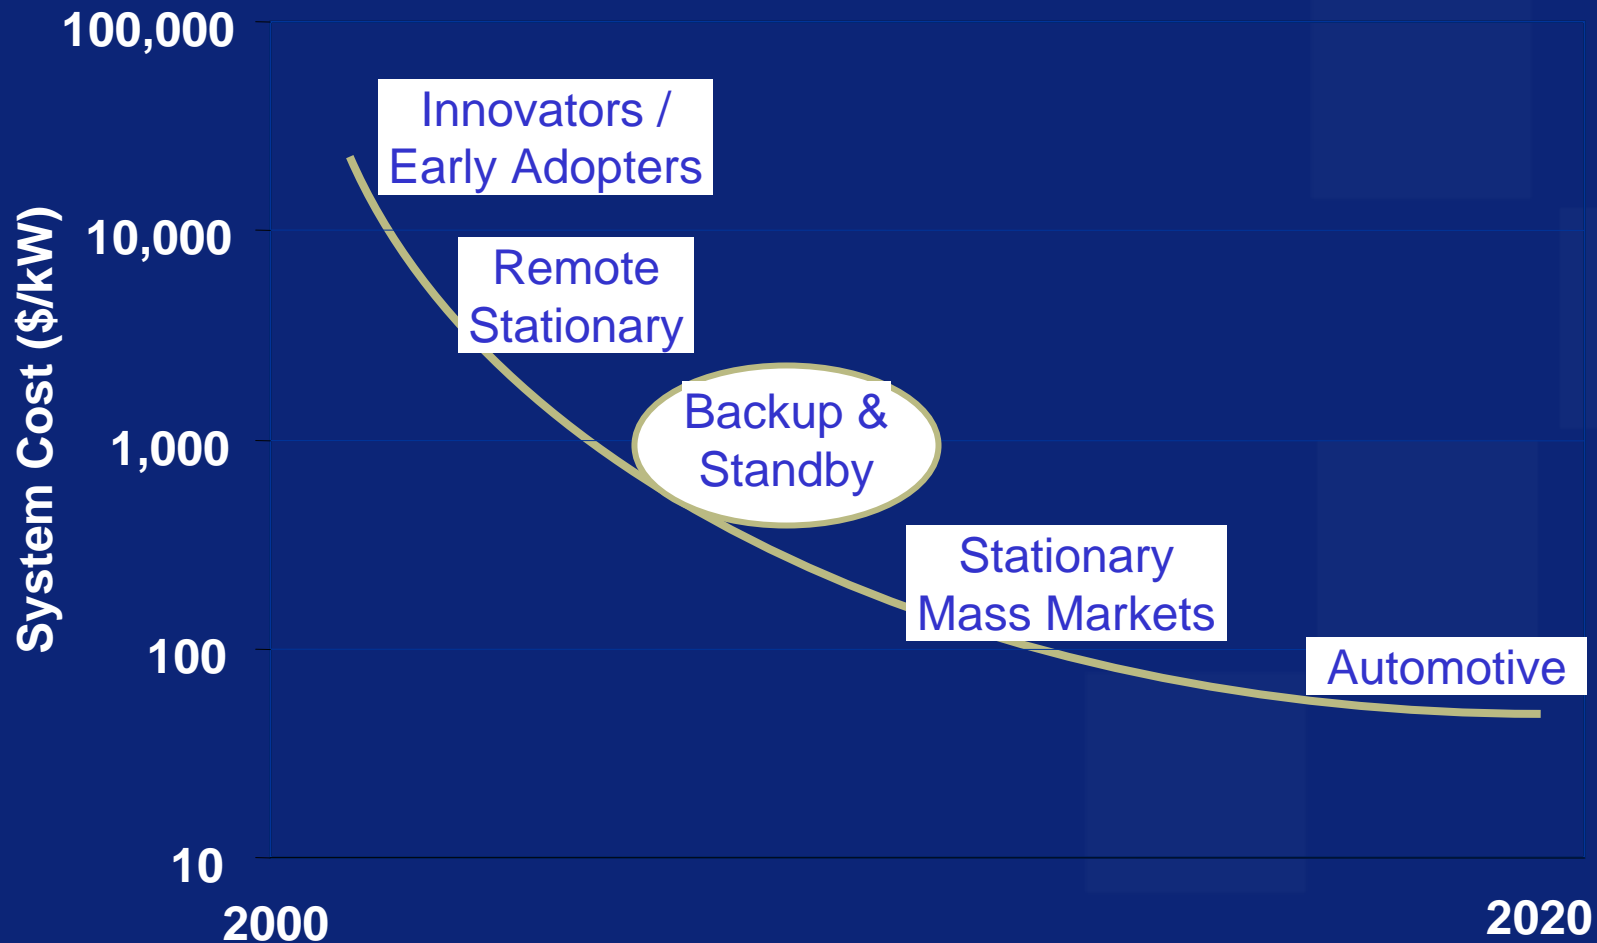 100,000
Innovators /
Early Adopters
System Cost ($/kW)
10,000
Remote
Stationary
Backup &
Standby
1,000
Stationary
Mass Markets
100
Automotive
10
2000
2020